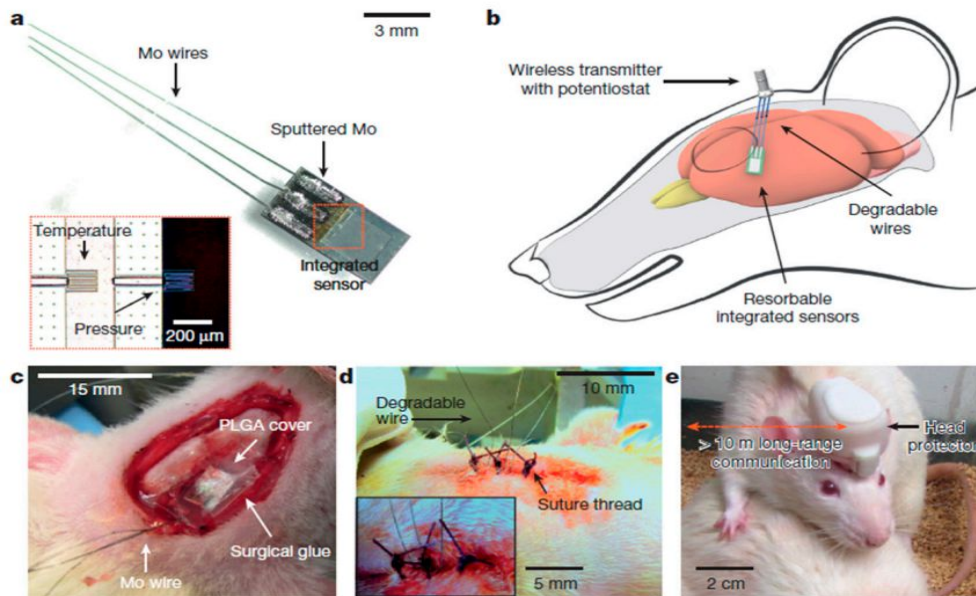 a
3 mm
Mo wires
Sputtered Mo
Integrated
sensor
Temperature
Pressure
200 μm
b
Wireless transmitter
with potentiostat
Degradable
wires
Resorbable
integrated sensors
c
15 mm
PLGA cover
Surgical glue
Mo wire
d
10 mm
Degradable
wire
Suture thread
5 mm
e
> 10 m long-range
communication
Head
protector
2 cm